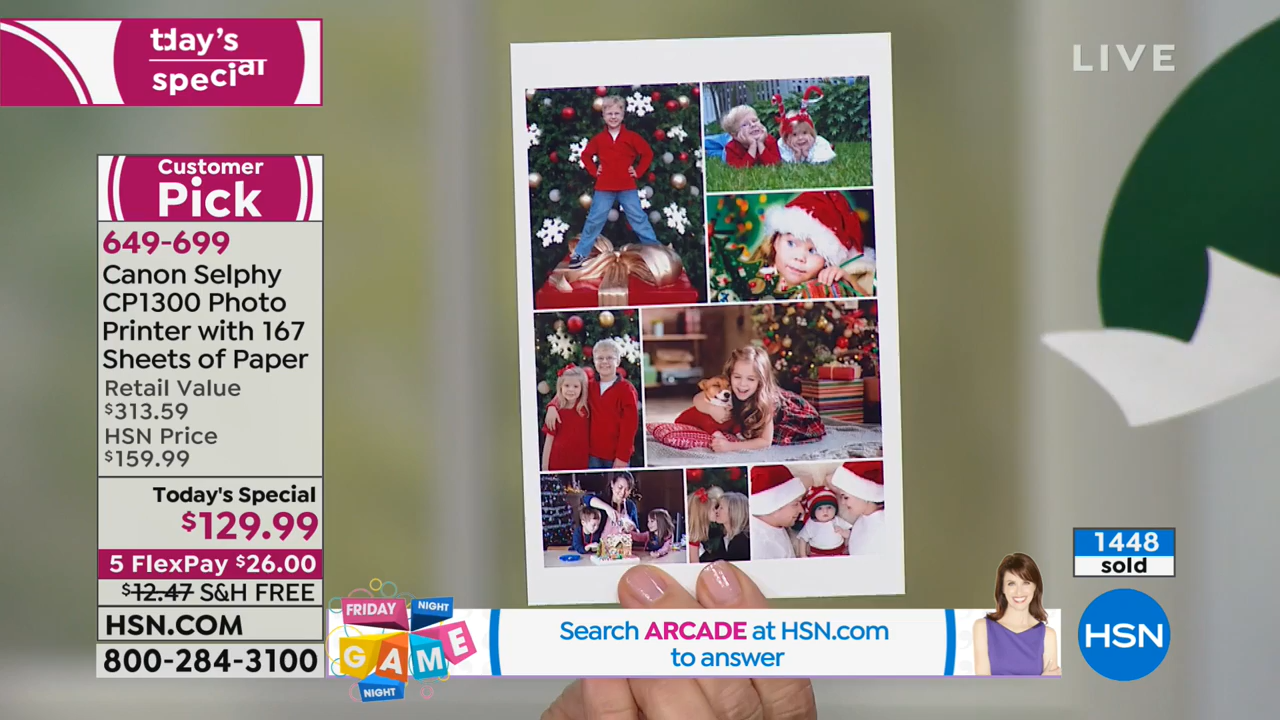 today's
special
LIVE
Customer
Pick
649-699
Canon Selphy
CP1300 Photo
Printer with 167
Sheets of Paper
Retail Value
$313.59
HSN Price
$159.99
Today's Special
$129.99
5 FlexPay $26.00
$12.47 S&H FREE
HSN.COM
800-284-3100
FRIDAY
NIGHT
GAME
NIGHT
Search ARCADE at HSN.com
to answer
1448
sold
HSN